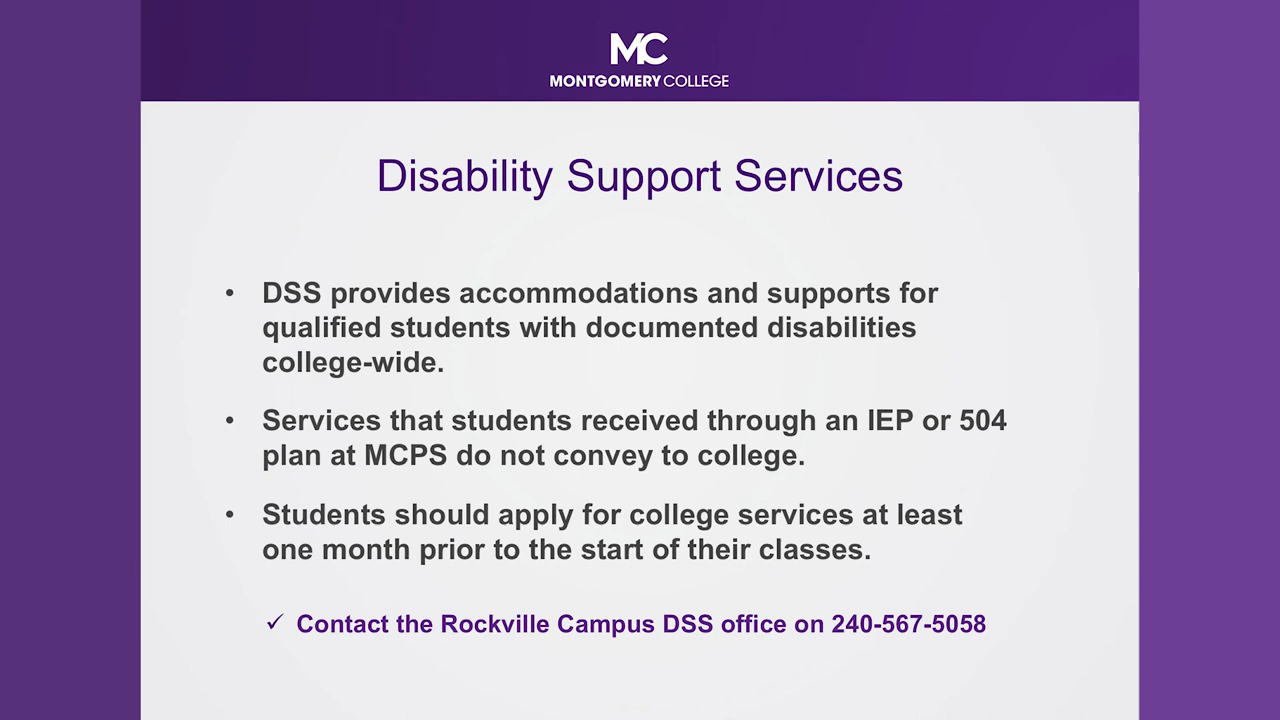 MC
MONTGOMERY COLLEGE
Disability Support Services
• DSS provides accommodations and supports for
qualified students with documented disabilities
college-wide.
• Services that students received through an IEP or 504
plan at MCPS do not convey to college.
• Students should apply for college services at least
one month prior to the start of their classes.
✓ Contact the Rockville Campus DSS office on 240-567-5058